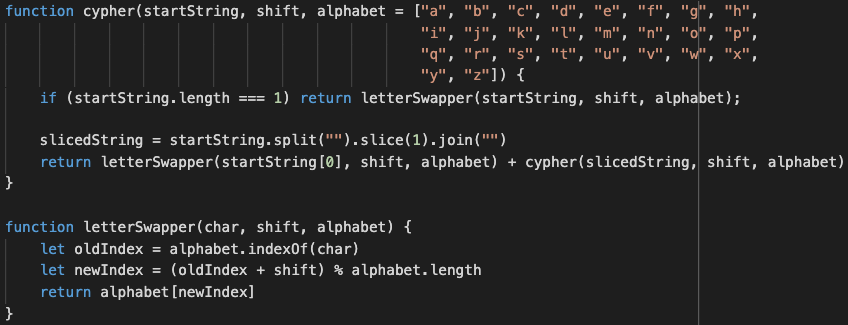 function cypher(startString, shift, alphabet = ["a", "b", "c", "d", "e", "f", "g", "h",
"i", "j", "k", "l", "m", "n", "o", "p",
"q", "r", "s", "t", "u", "v", "w", "x",
"y", "z"]) {
if (startString.length === 1) return letterSwapper(startString, shift, alphabet);
slicedString = startString.split("").slice(1).join("")
return letterSwapper(startString[0], shift, alphabet) + cypher(slicedString, shift, alphabet)
}
function letterSwapper(char, shift, alphabet) {
let oldIndex = alphabet.indexOf(char)
let newIndex = (oldIndex + shift) % alphabet.length
return alphabet[newIndex]
}